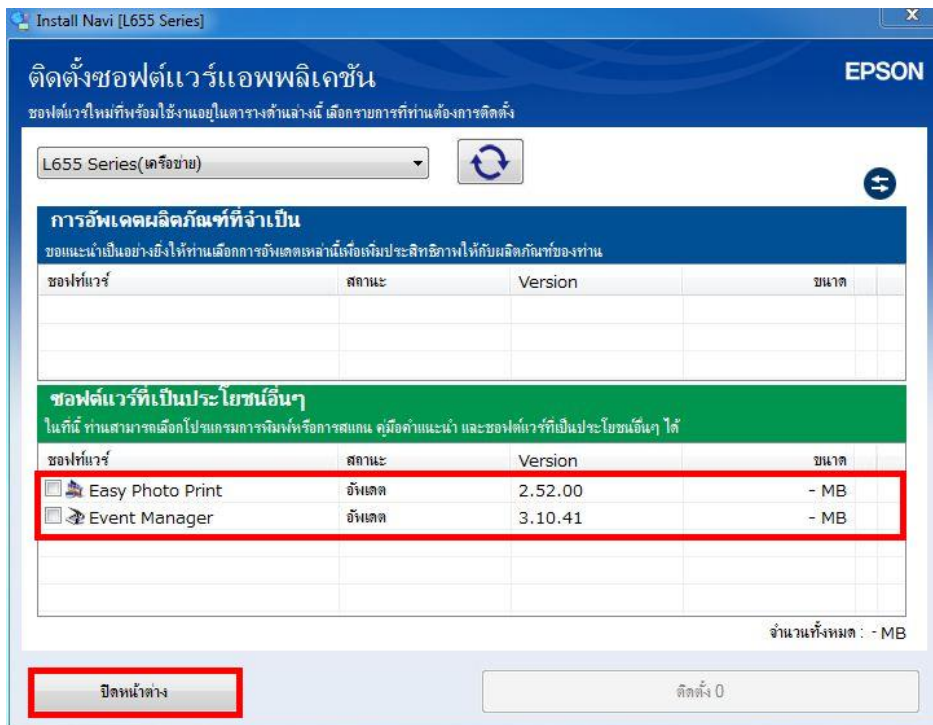 Install Navi [L655 Series]
ติดตั้งซอฟต์แวร์แอพพลิเคชัน
EPSON
ซอฟต์แวร์ใหม่ที่พร้อมใช้งานอยู่ในตารางด้านล่างนี้ เลือกรายการที่ท่านต้องการติดตั้ง
L655 Series(เครือข่าย)
การอัพเดตผลิตภัณฑ์ที่จำเป็น
ขอแนะนำเป็นอย่างยิ่งให้ท่านเลือกการอัพเดตเหล่านี้เพื่อเพิ่มประสิทธิภาพให้กับผลิตภัณฑ์ของท่าน
ซอฟท์แวร์ สถานะ Version ขนาด
ซอฟต์แวร์ที่เป็นประโยชน์อื่นๆ
ในที่นี้ ท่านสามารถเลือกโปรแกรมการพิมพ์หรือการสแกน คู่มือคำแนะนำ และซอฟต์แวร์ที่เป็นประโยชน์อื่นๆ ได้
ซอฟท์แวร์ สถานะ Version ขนาด
Easy Photo Print อัพเดต 2.52.00 - MB
Event Manager อัพเดต 3.10.41 - MB
จำนวนทั้งหมด : - MB
ปิดหน้าต่าง ติดตั้ง 0